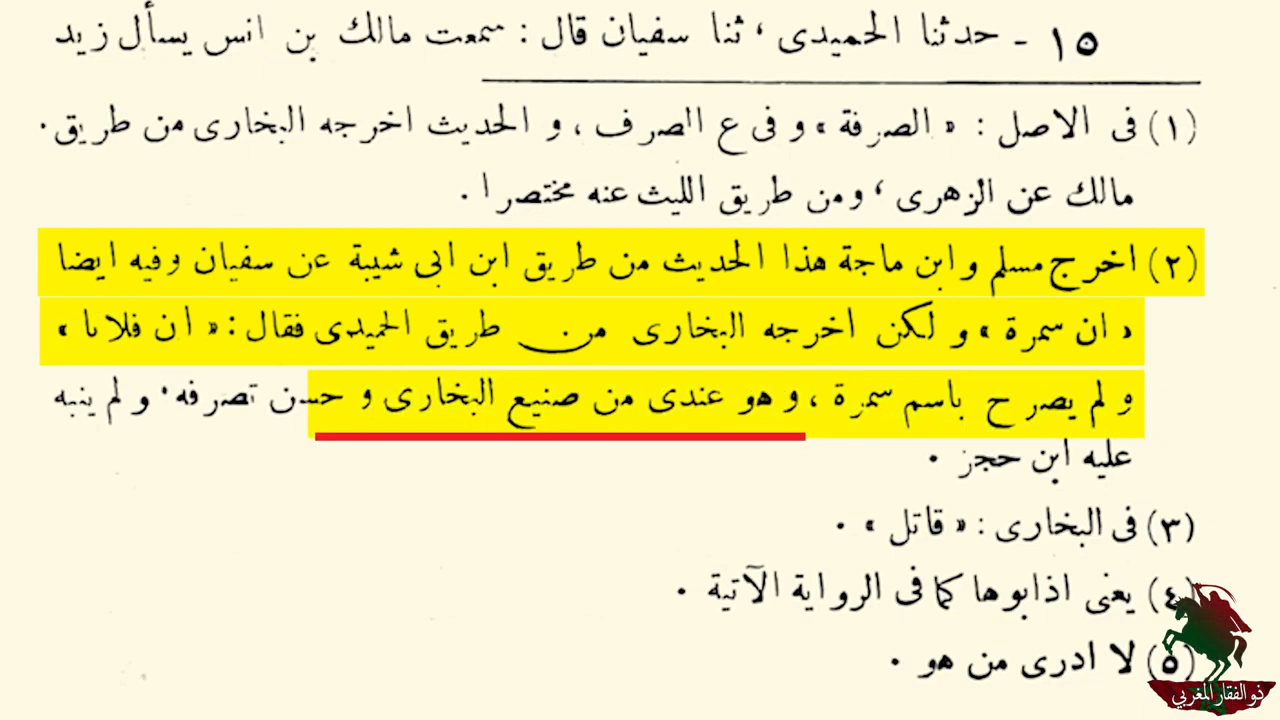 ١٥ - حدثنا الحميدى ، ثنا سفيان قال : سمعت مالك بن انس يسأل زيد
(١) فى الاصل : « الصرفة » و فى ع الصرف ، و الحديث اخرجه البخارى من طريق .
مالك عن الزهرى ، ومن طريق الليث عنه مختصرا .
(٢) اخرج مسلم و ابن ماجة هذا الحديث من طريق ابن ابى شيبة عن سفيان وفيه ايضا
« ان سمرة » و لكن اخرجه البخارى من طريق الحميدى فقال : « ان فلانا »
و لم يصرح باسم سمرة ، و هو عندى من صنيع البخارى و حسن تصرفه . و لم ينبه
عليه ابن حجز .
(٣) فى البخارى : « قاتل » .
(٤) يعنى اذابوها كما فى الرواية الآتية .
(٥) لا ادرى من هو .
ذوالفقار المغربي